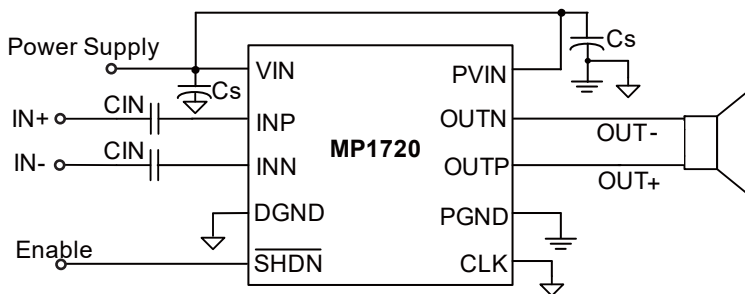 Power Supply
Cs
Cs
VIN
PVIN
IN+
CIN
INP
OUTN
OUT-
IN-
CIN
INN
MP1720
OUTP
OUT+
DGND
PGND
Enable
SHDN
CLK